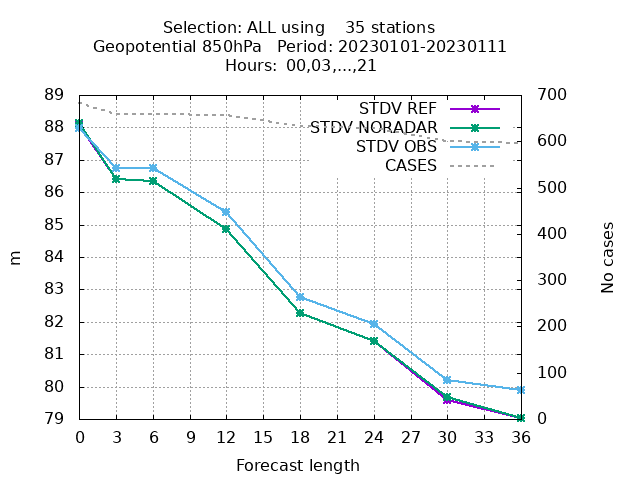 Selection: ALL using    35 stations
Geopotential 850hPa   Period: 20230101-20230111
Hours:  00,03,...,21
STDV REF
STDV NORADAR
STDV OBS
CASES
89
88
87
86
85
84
83
82
81
80
79
700
600
500
400
300
200
100
0
m
No cases
0 3 6 9 12 15 18 21 24 27 30 33 36
Forecast length